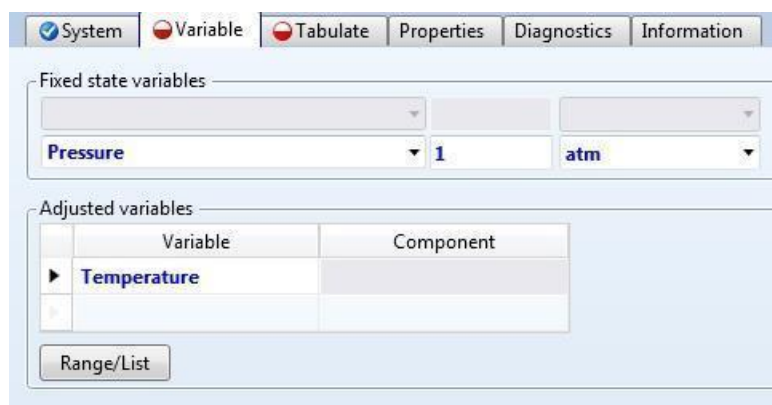 System Variable Tabulate Properties Diagnostics Information
Fixed state variables
Pressure 1 atm
Adjusted variables
Variable Component
Temperature
Range/List